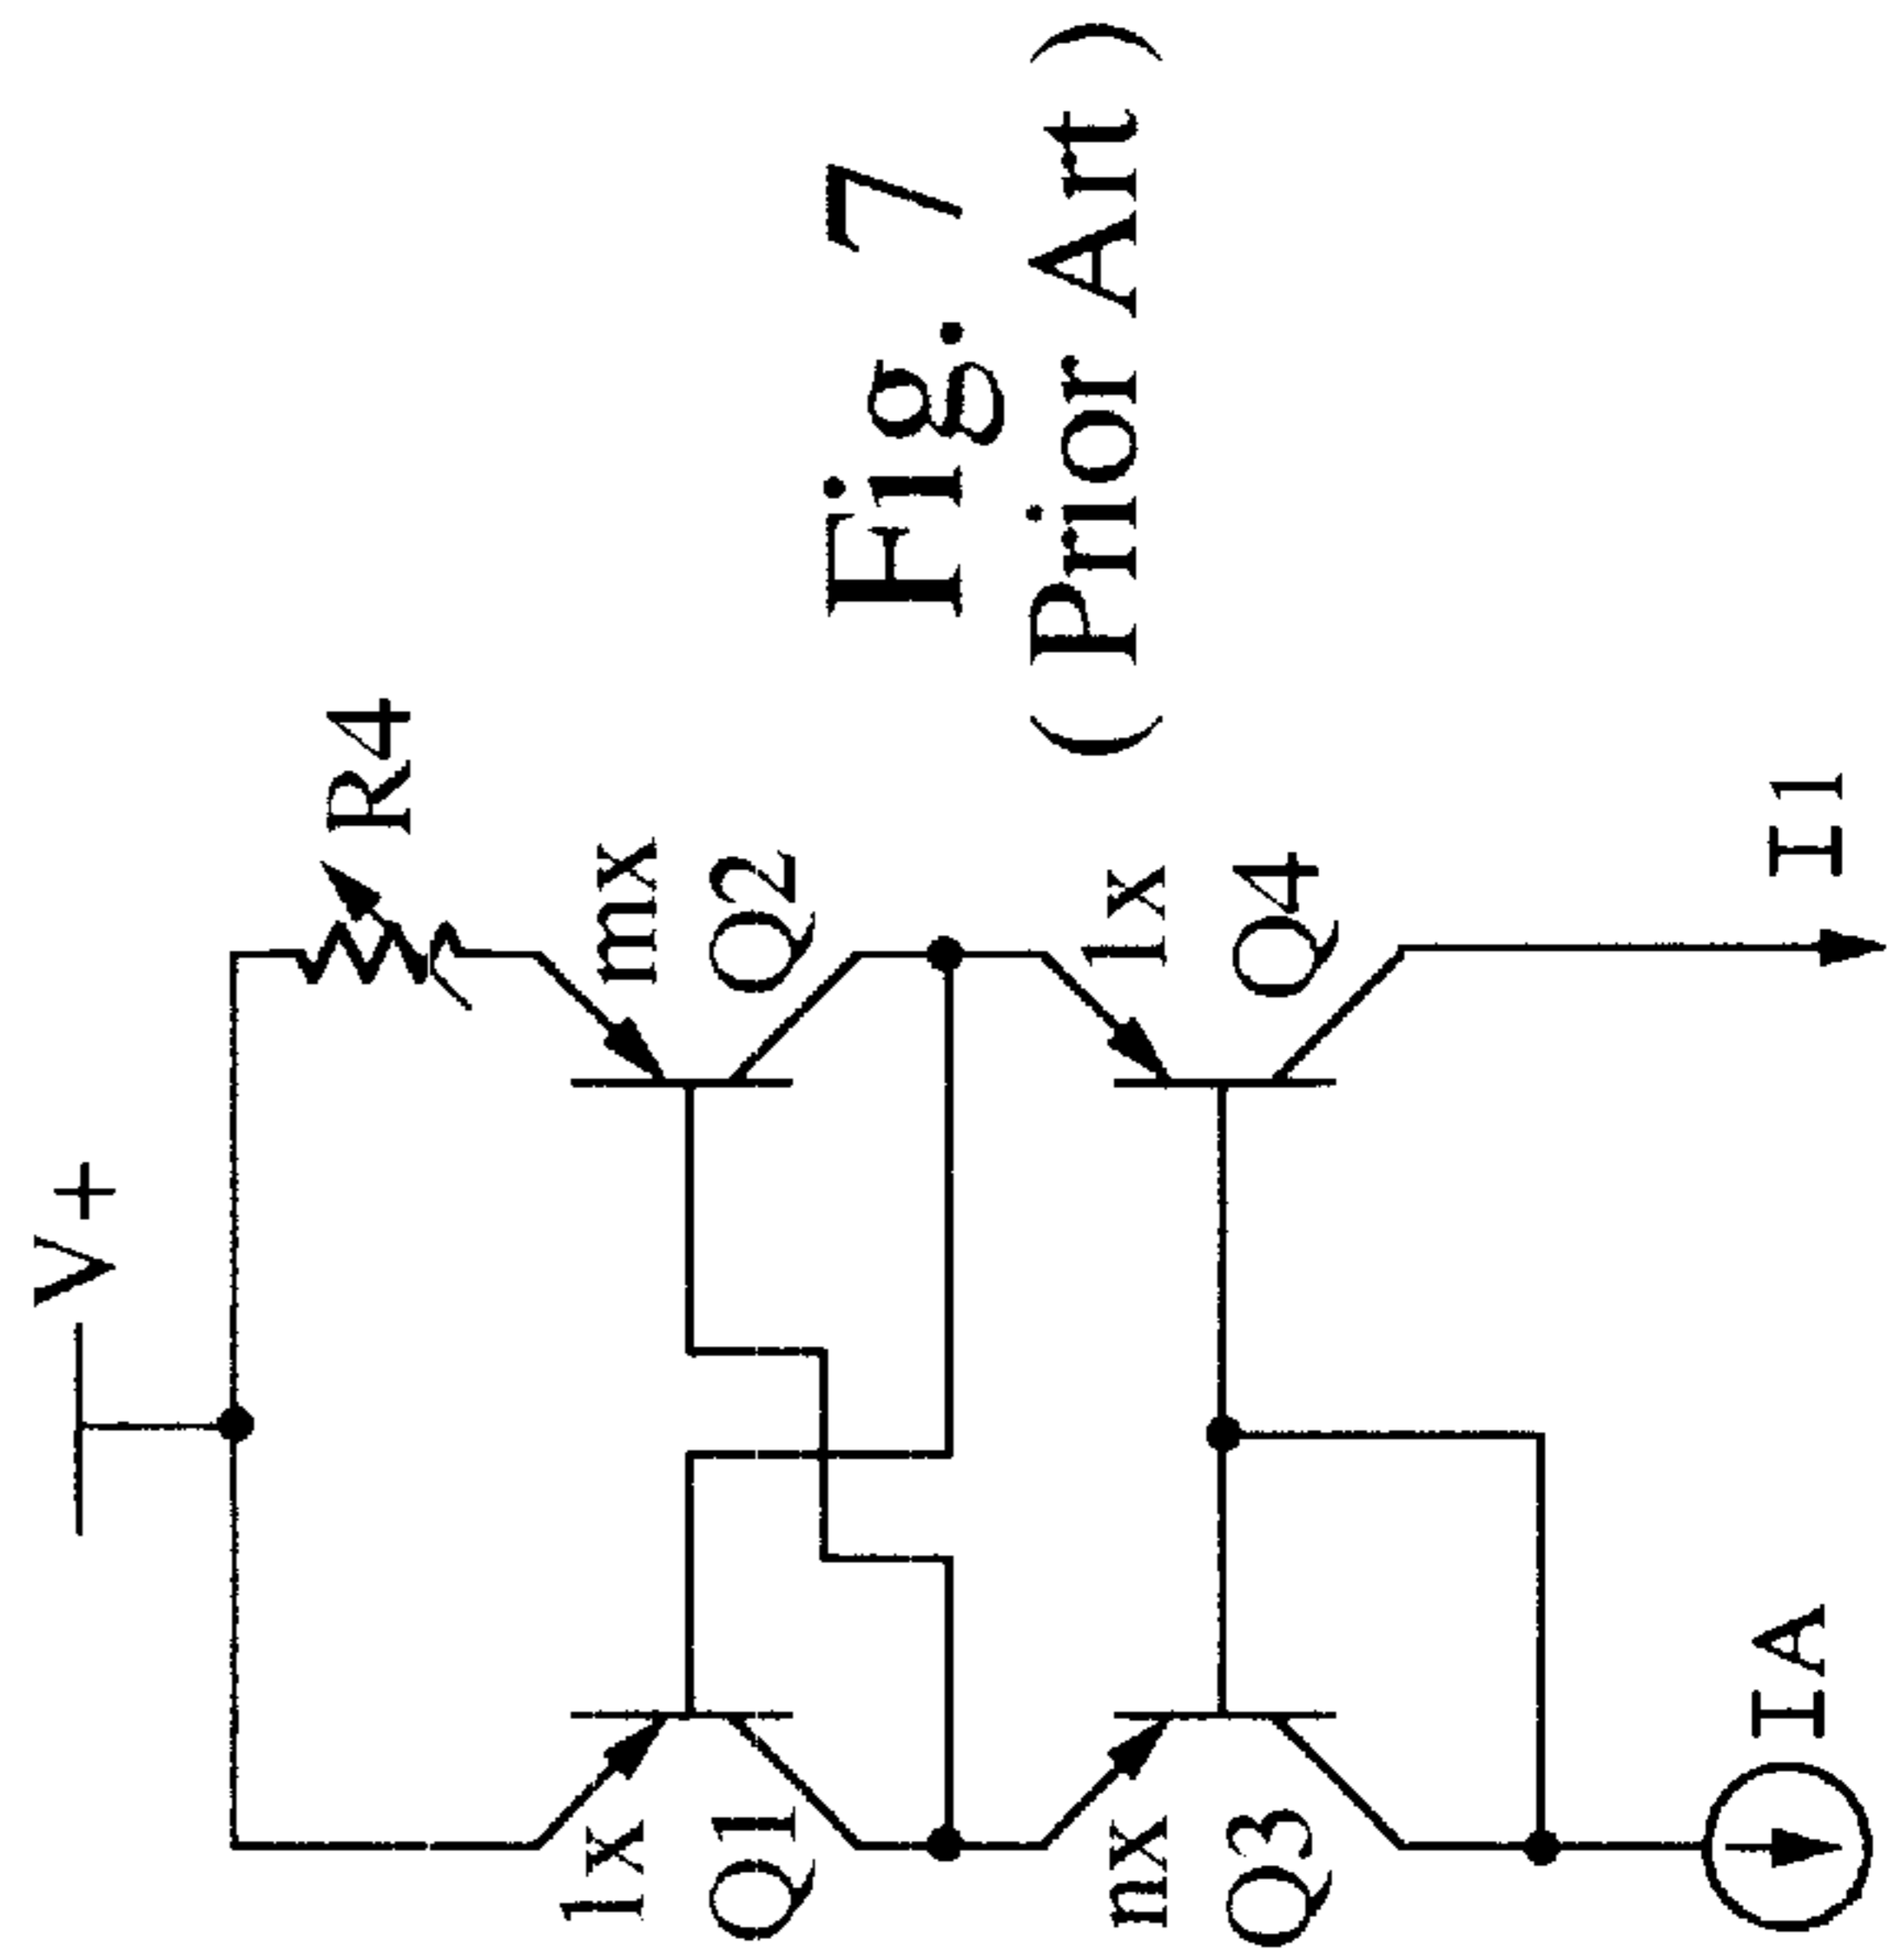 V+
R4
1x
Q1
mx
Q2
nx
Q3
1x
Q4
IA
I1
Fig. 7
(Prior Art)